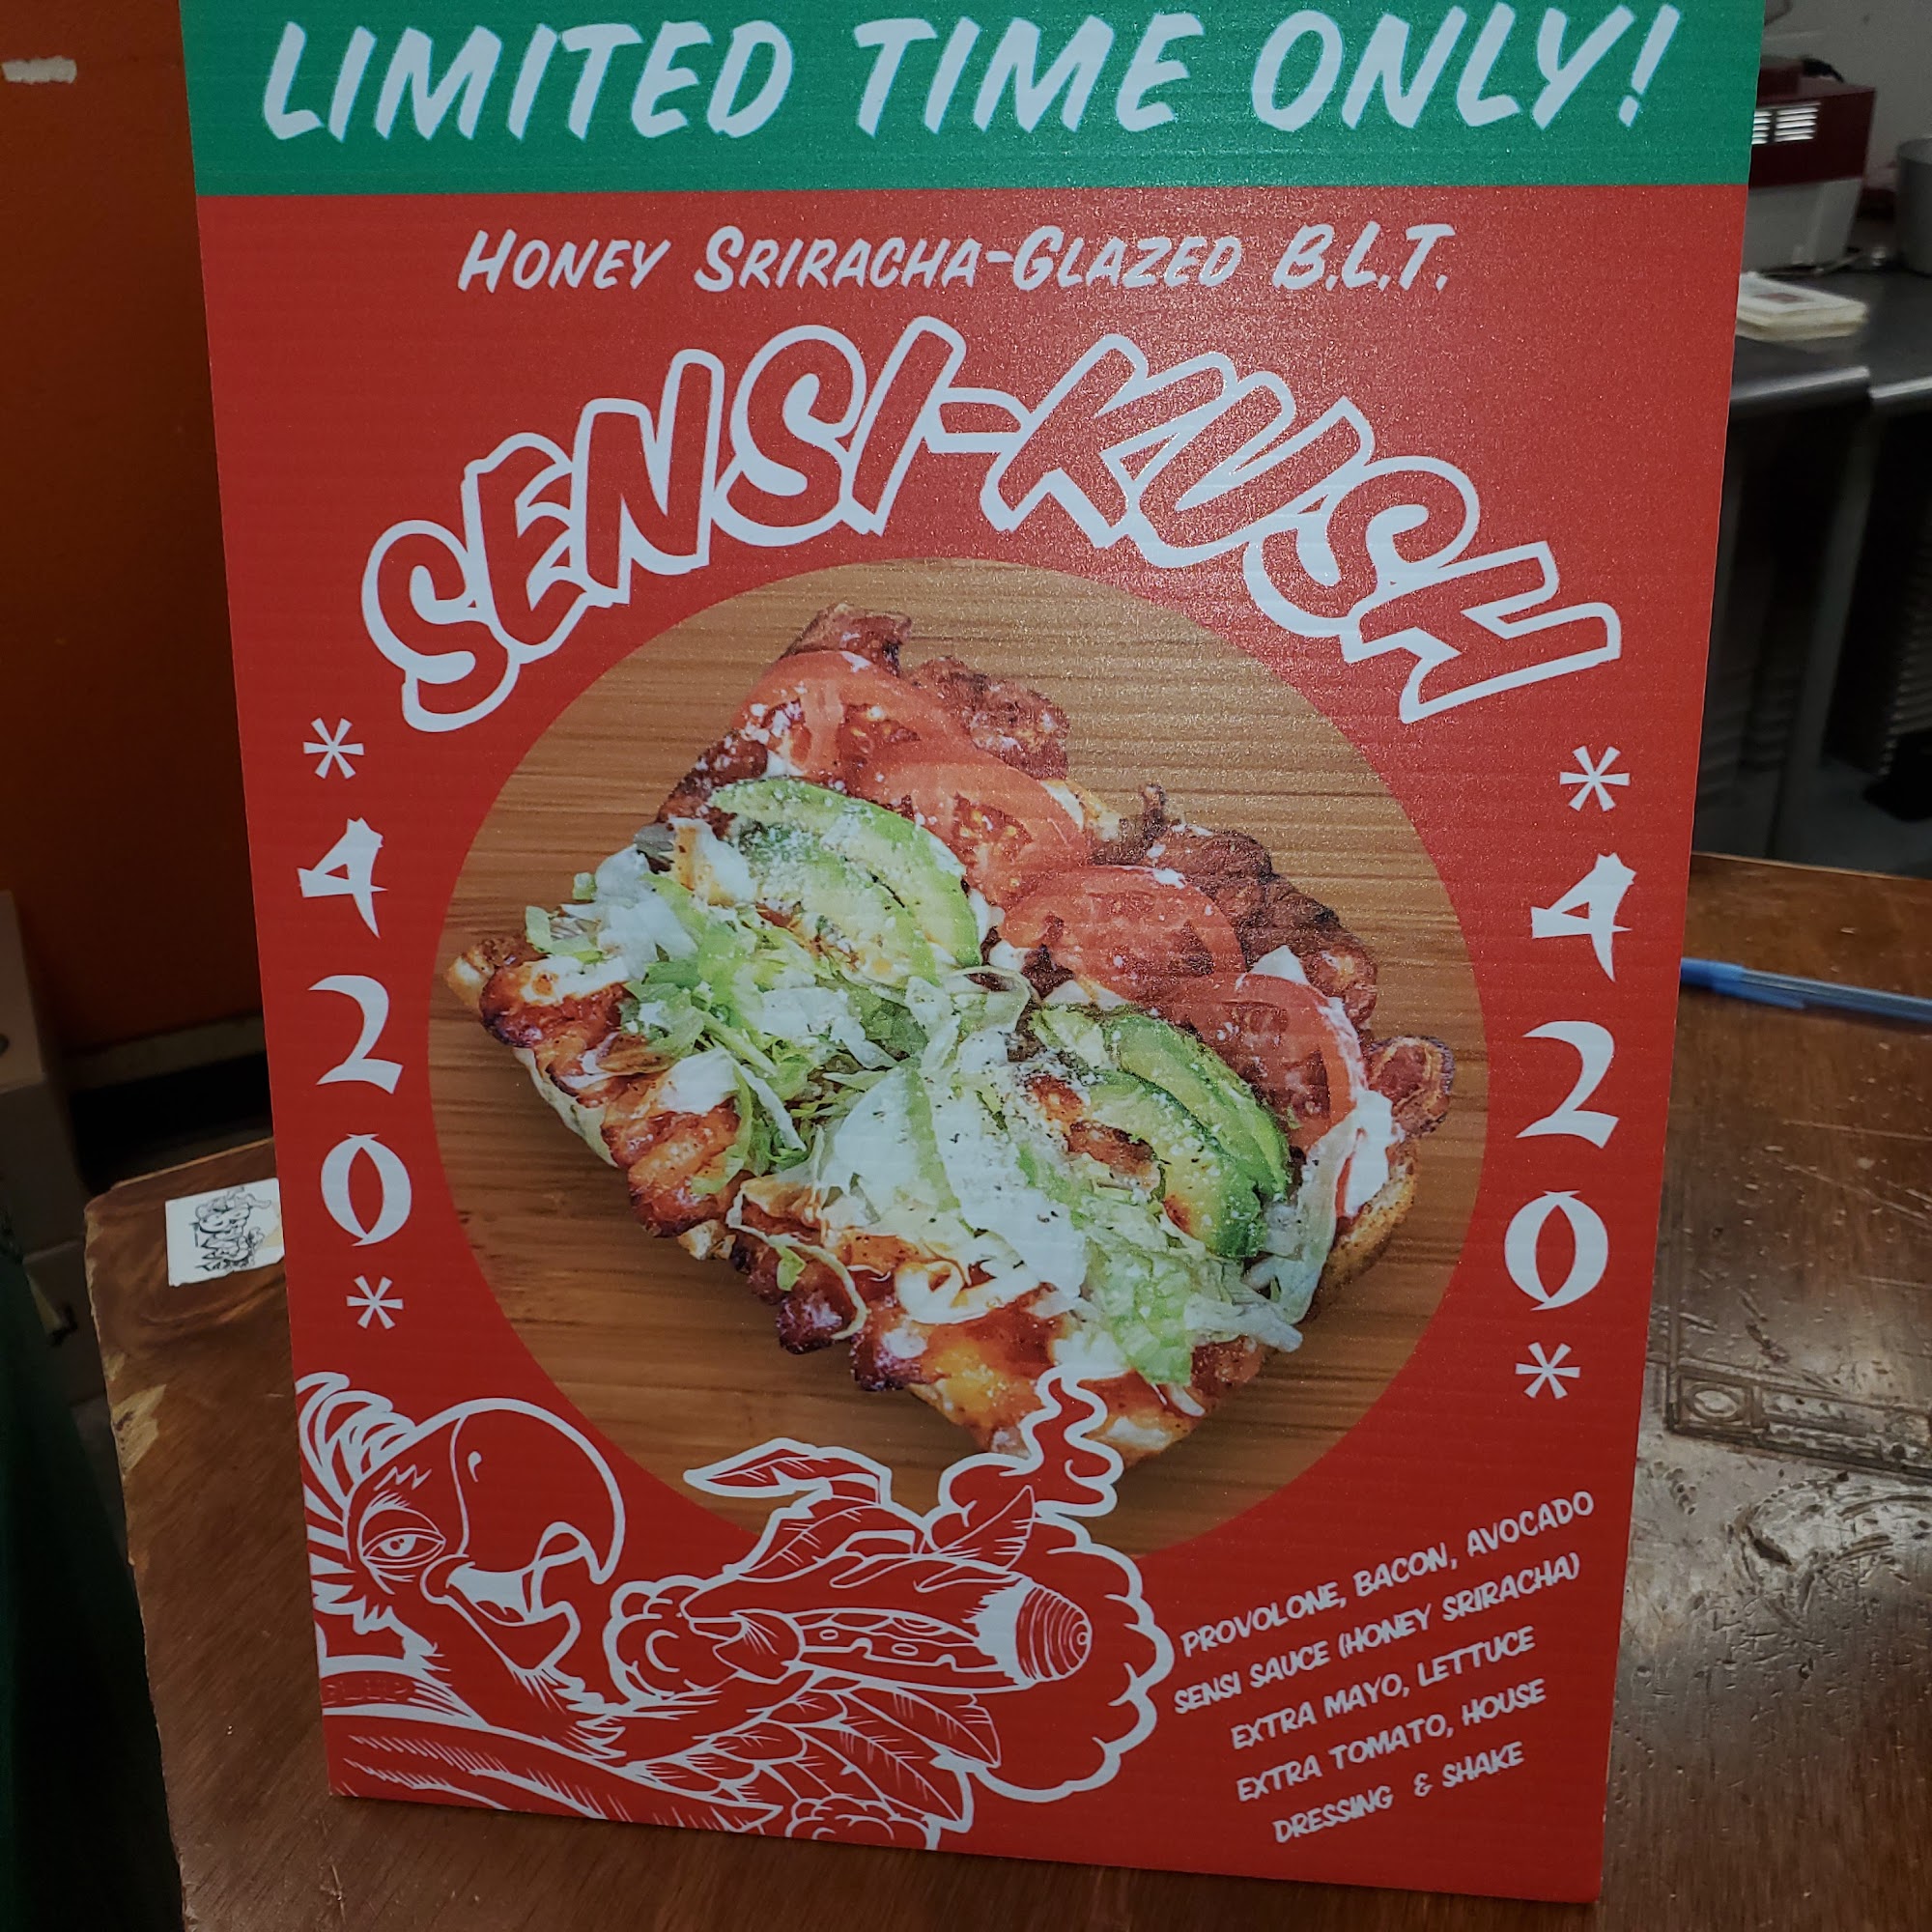 LIMITED TIME ONLY!
HONEY SRIRACHA-GLAZED B.L.T.
SENSI-KUSH
*420*
*420*
PROVOLONE, BACON, AVOCADO
SENSI SAUCE (HONEY SRIRACHA)
EXTRA MAYO, LETTUCE
EXTRA TOMATO, HOUSE
DRESSING & SHAKE